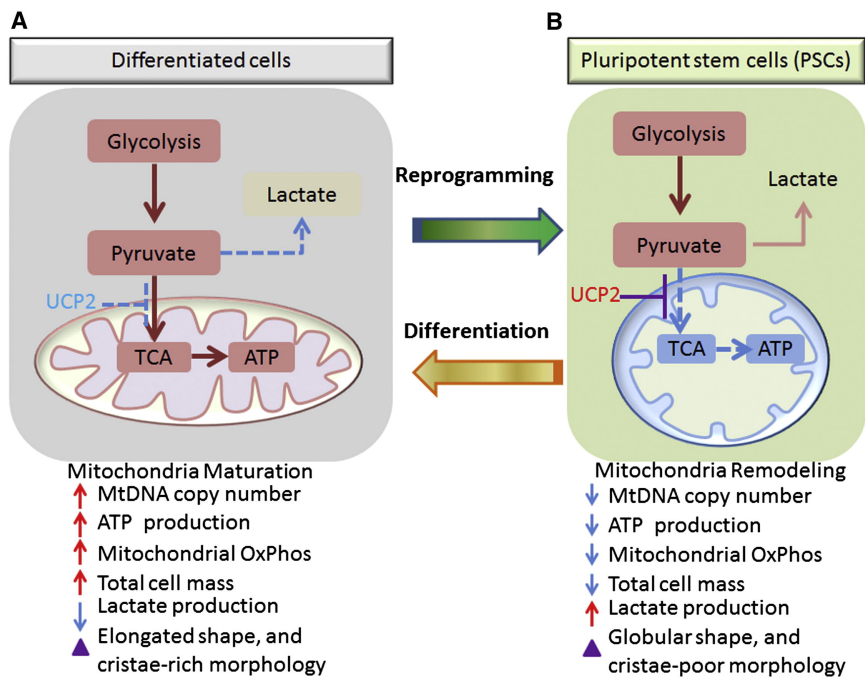 A
Differentiated cells
Glycolysis
Lactate
Pyruvate
UCP2
TCA
ATP
Mitochondria Maturation
MtDNA copy number
ATP production
Mitochondrial OxPhos
Total cell mass
Lactate production
Elongated shape, and
cristae-rich morphology
Reprogramming
Differentiation
B
Pluripotent stem cells (PSCs)
Glycolysis
Lactate
Pyruvate
UCP2
TCA
ATP
Mitochondria Remodeling
MtDNA copy number
ATP production
Mitochondrial OxPhos
Total cell mass
Lactate production
Globular shape, and
cristae-poor morphology